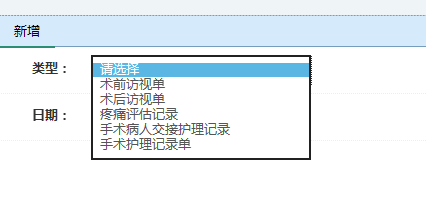 新增
类型：
请选择
术前访视单
术后访视单
疼痛评估记录
手术病人交接护理记录
手术护理记录单
日期：